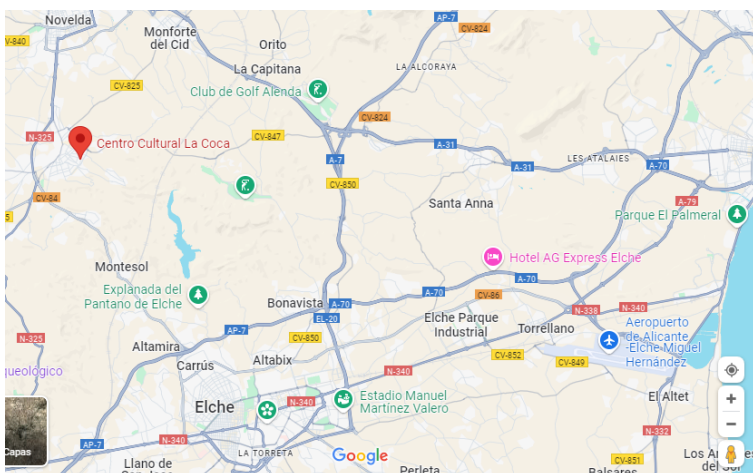 Novelda
AP-7
CV-824
Monforte
del Cid
Orito
CV-840
La Capitana
LA ALCORAYA
CV-825
Club de Golf Alenda
CV-824
N-325
Centro Cultural La Coca
CV-847
A-31
A-7
A-31
LES ATALAIES
A-70
CV-850
CV-84
Santa Anna
A-79
Parque El Palmeral
Hotel AG Express Elche
Montesol
A-70
Explanada del
Pantano de Elche
A-70
CV-86
Bonavista
A-70
N-338
N-340
EL-20
Elche Parque
Industrial
Torrellano
Aeropuerto
de Alicante
-Elche Miguel
Hernández
AP-7
N-325
CV-850
Altamira
Altabix
CV-852
CV-849
Carrús
N-340
queológico
Elche
N-340
Estadio Manuel
Martínez Valero
El Altet
N-332
Capas
AP-7
N-340
LA TORRETA
Google
CV-851
Llano de
Perleta
Balsares